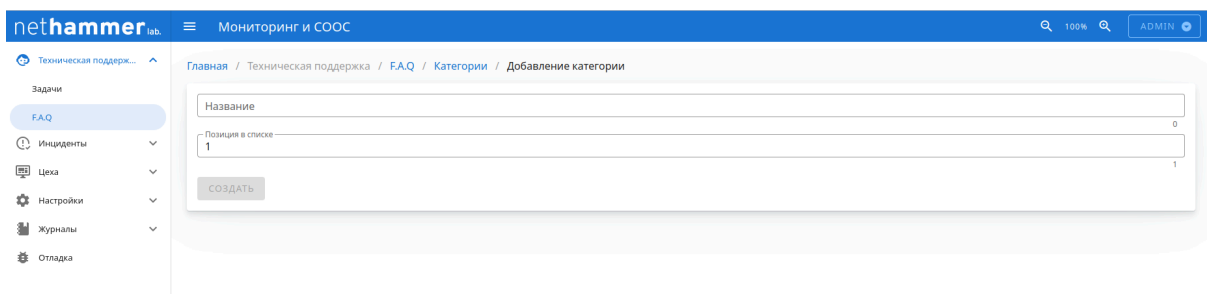 nethammer lab.
Мониторинг и СООС
100%
ADMIN
Техническая поддерж...
Задачи
F.A.Q
Инциденты
Цеха
Настройки
Журналы
Отладка
Главная / Техническая поддержка / F.A.Q / Категории / Добавление категории
Название
0
Позиция в списке
1
1
СОЗДАТЬ